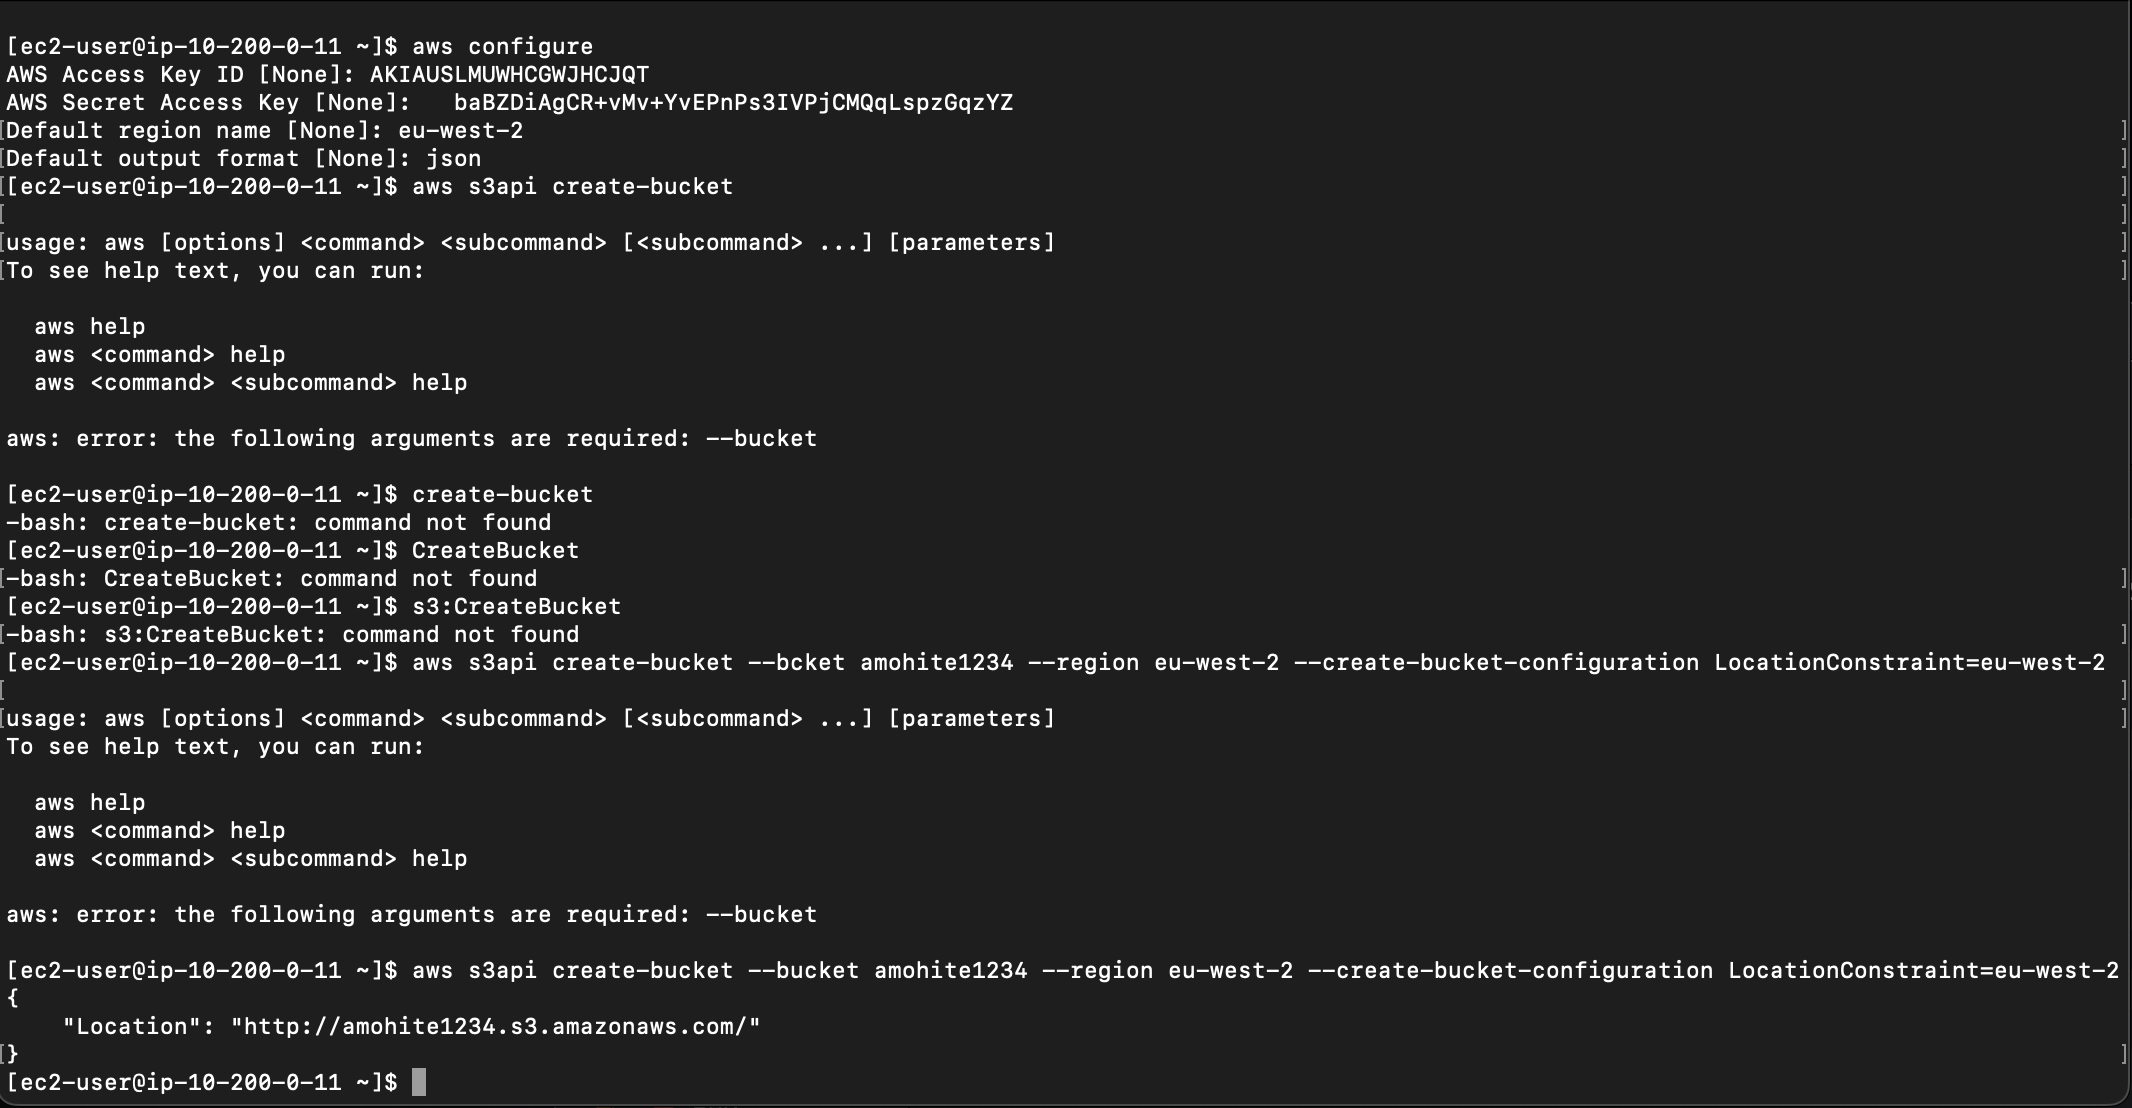 [ec2-user@ip-10-200-0-11 ~]$ aws configure
AWS Access Key ID [None]: AKIAUSLMUWHCGWJHCJQT
AWS Secret Access Key [None]:   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
[Default region name [None]: eu-west-2 ]
[Default output format [None]: json ]
[[ec2-user@ip-10-200-0-11 ~]$ aws s3api create-bucket ]
[ ]
[usage: aws [options] <command> <subcommand> [<subcommand> ...] [parameters] ]
[To see help text, you can run: ]
  aws help
  aws <command> help
  aws <command> <subcommand> help
aws: error: the following arguments are required: --bucket
[ec2-user@ip-10-200-0-11 ~]$ create-bucket
-bash: create-bucket: command not found
[ec2-user@ip-10-200-0-11 ~]$ CreateBucket
[-bash: CreateBucket: command not found ]
[ec2-user@ip-10-200-0-11 ~]$ s3:CreateBucket
[-bash: s3:CreateBucket: command not found ]
[ec2-user@ip-10-200-0-11 ~]$ aws s3api create-bucket --bcket amohite1234 --region eu-west-2 --create-bucket-configuration LocationConstraint=eu-west-2
[ ]
[usage: aws [options] <command> <subcommand> [<subcommand> ...] [parameters] ]
To see help text, you can run:
  aws help
  aws <command> help
  aws <command> <subcommand> help
aws: error: the following arguments are required: --bucket
[ec2-user@ip-10-200-0-11 ~]$ aws s3api create-bucket --bucket amohite1234 --region eu-west-2 --create-bucket-configuration LocationConstraint=eu-west-2
{
    "Location": "http://amohite1234.s3.amazonaws.com/"
[} ]
[ec2-user@ip-10-200-0-11 ~]$